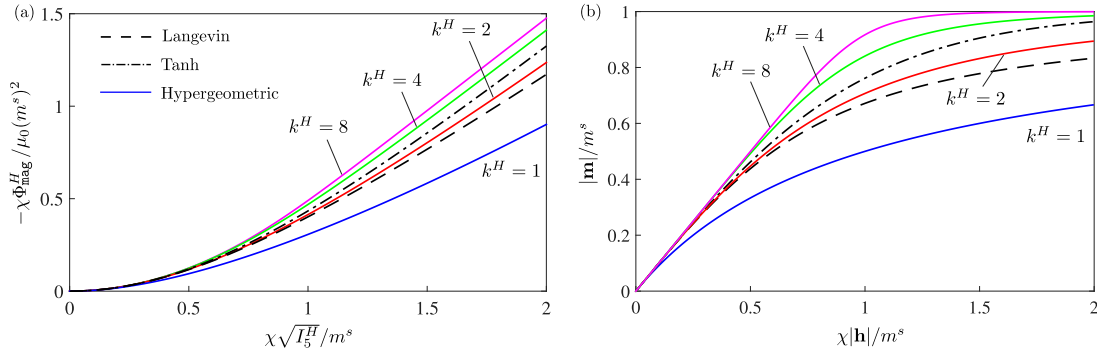 (a)
1.5
1
0.5
0
−χΦ^H_mag/μ₀(m^s)²
Langevin
Tanh
Hypergeometric
k^H = 2
k^H = 4
k^H = 8
k^H = 1
0 0.5 1 1.5 2
χ√I₅^H/m^s
(b)
1
0.8
0.6
0.4
0.2
0
|𝐦|/m^s
k^H = 4
k^H = 8
k^H = 2
k^H = 1
0 0.5 1 1.5 2
χ|𝐡|/m^s